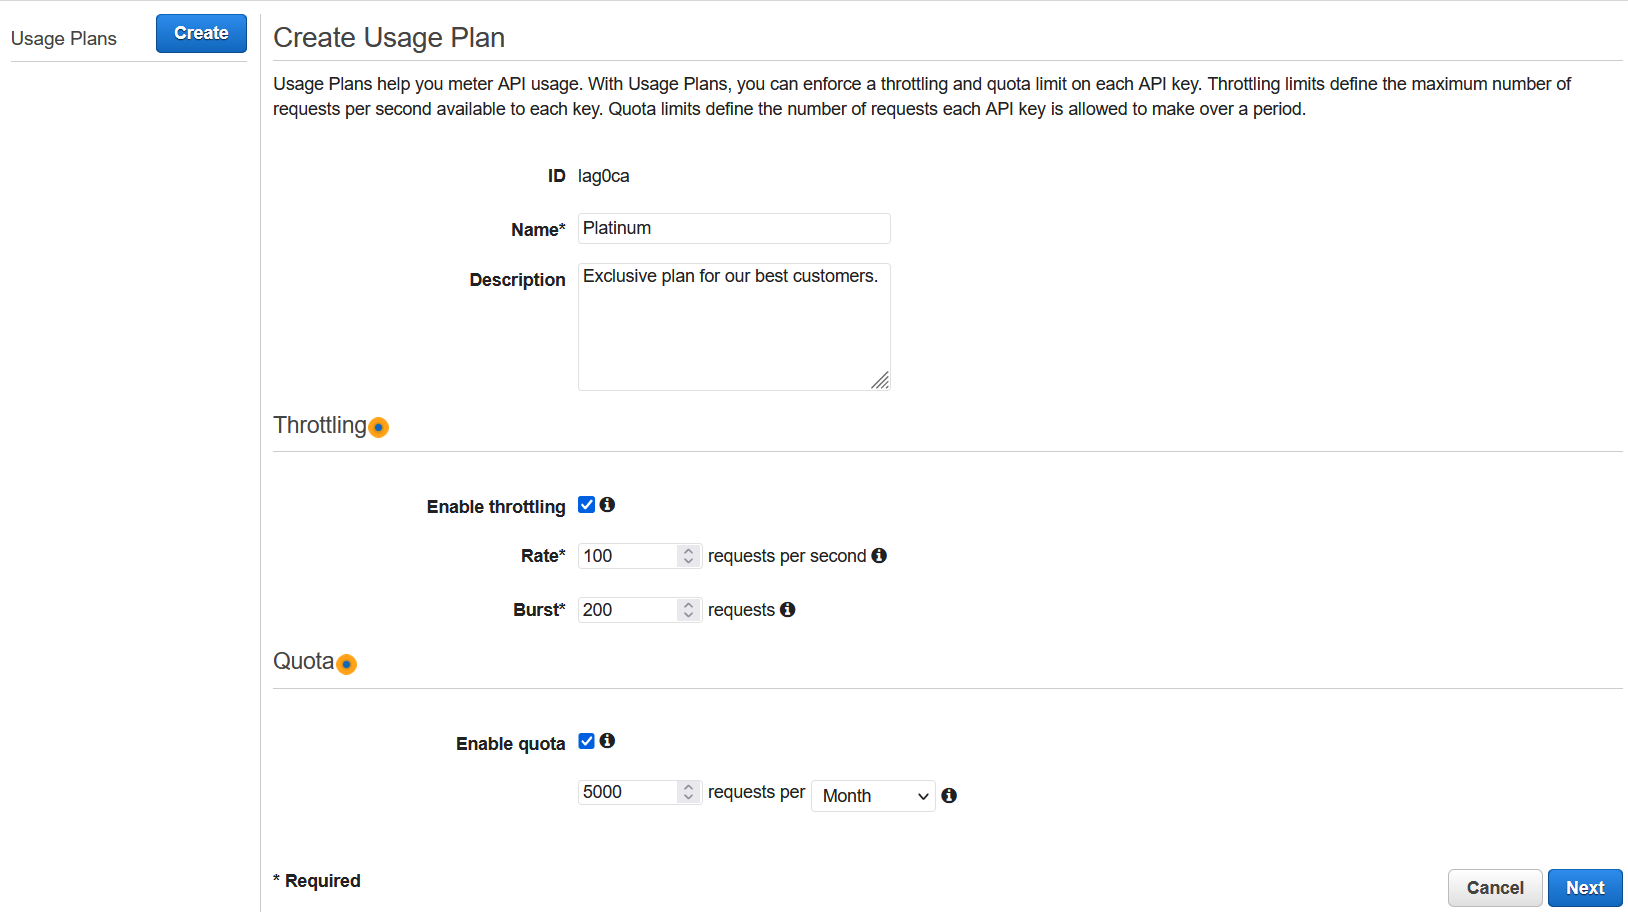 Usage Plans
Create
Create Usage Plan
Usage Plans help you meter API usage. With Usage Plans, you can enforce a throttling and quota limit on each API key. Throttling limits define the maximum number of
requests per second available to each key. Quota limits define the number of requests each API key is allowed to make over a period.
ID lag0ca
Name* Platinum
Description Exclusive plan for our best customers.
Throttling
Enable throttling
Rate* 100 requests per second
Burst* 200 requests
Quota
Enable quota
5000 requests per Month
* Required
Cancel Next